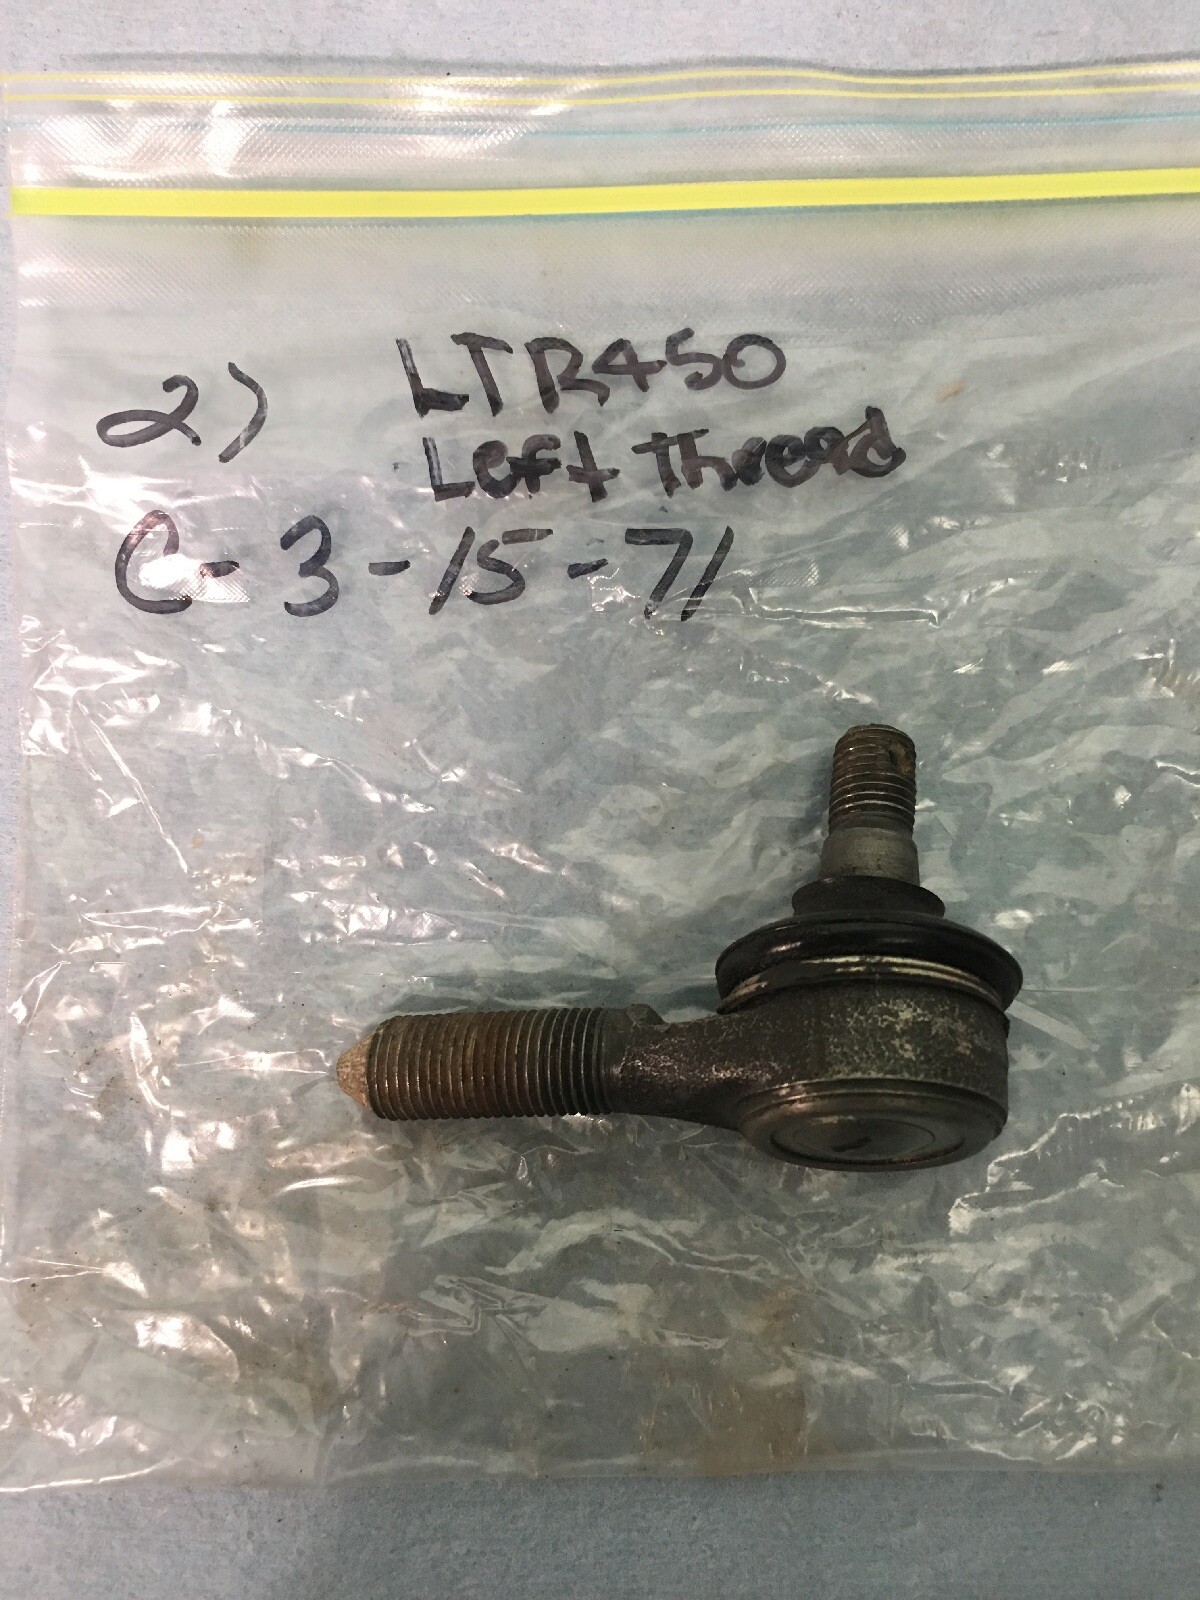 2) LTR450
Left Thread
C-3-15-71